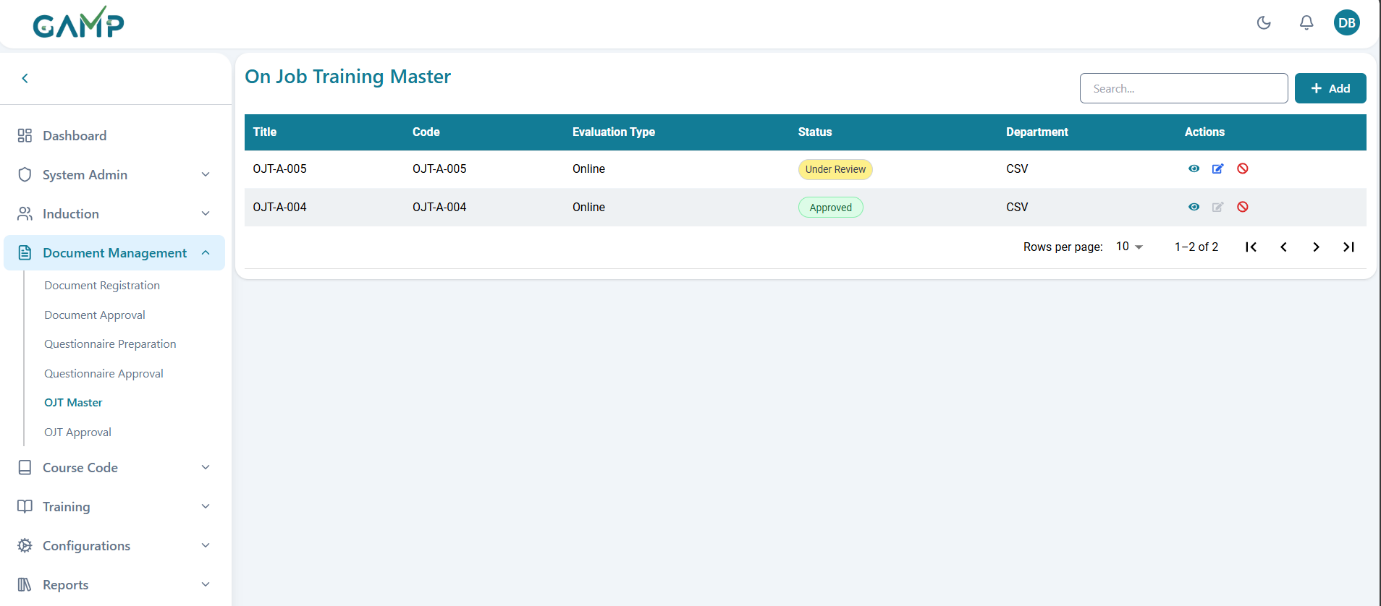 GAMP
DB
On Job Training Master
Search...
+ Add
Dashboard
System Admin
Induction
Document Management
Document Registration
Document Approval
Questionnaire Preparation
Questionnaire Approval
OJT Master
OJT Approval
Course Code
Training
Configurations
Reports
Title Code Evaluation Type Status Department Actions
OJT-A-005 OJT-A-005 Online Under Review CSV
OJT-A-004 OJT-A-004 Online Approved CSV
Rows per page: 10 1–2 of 2